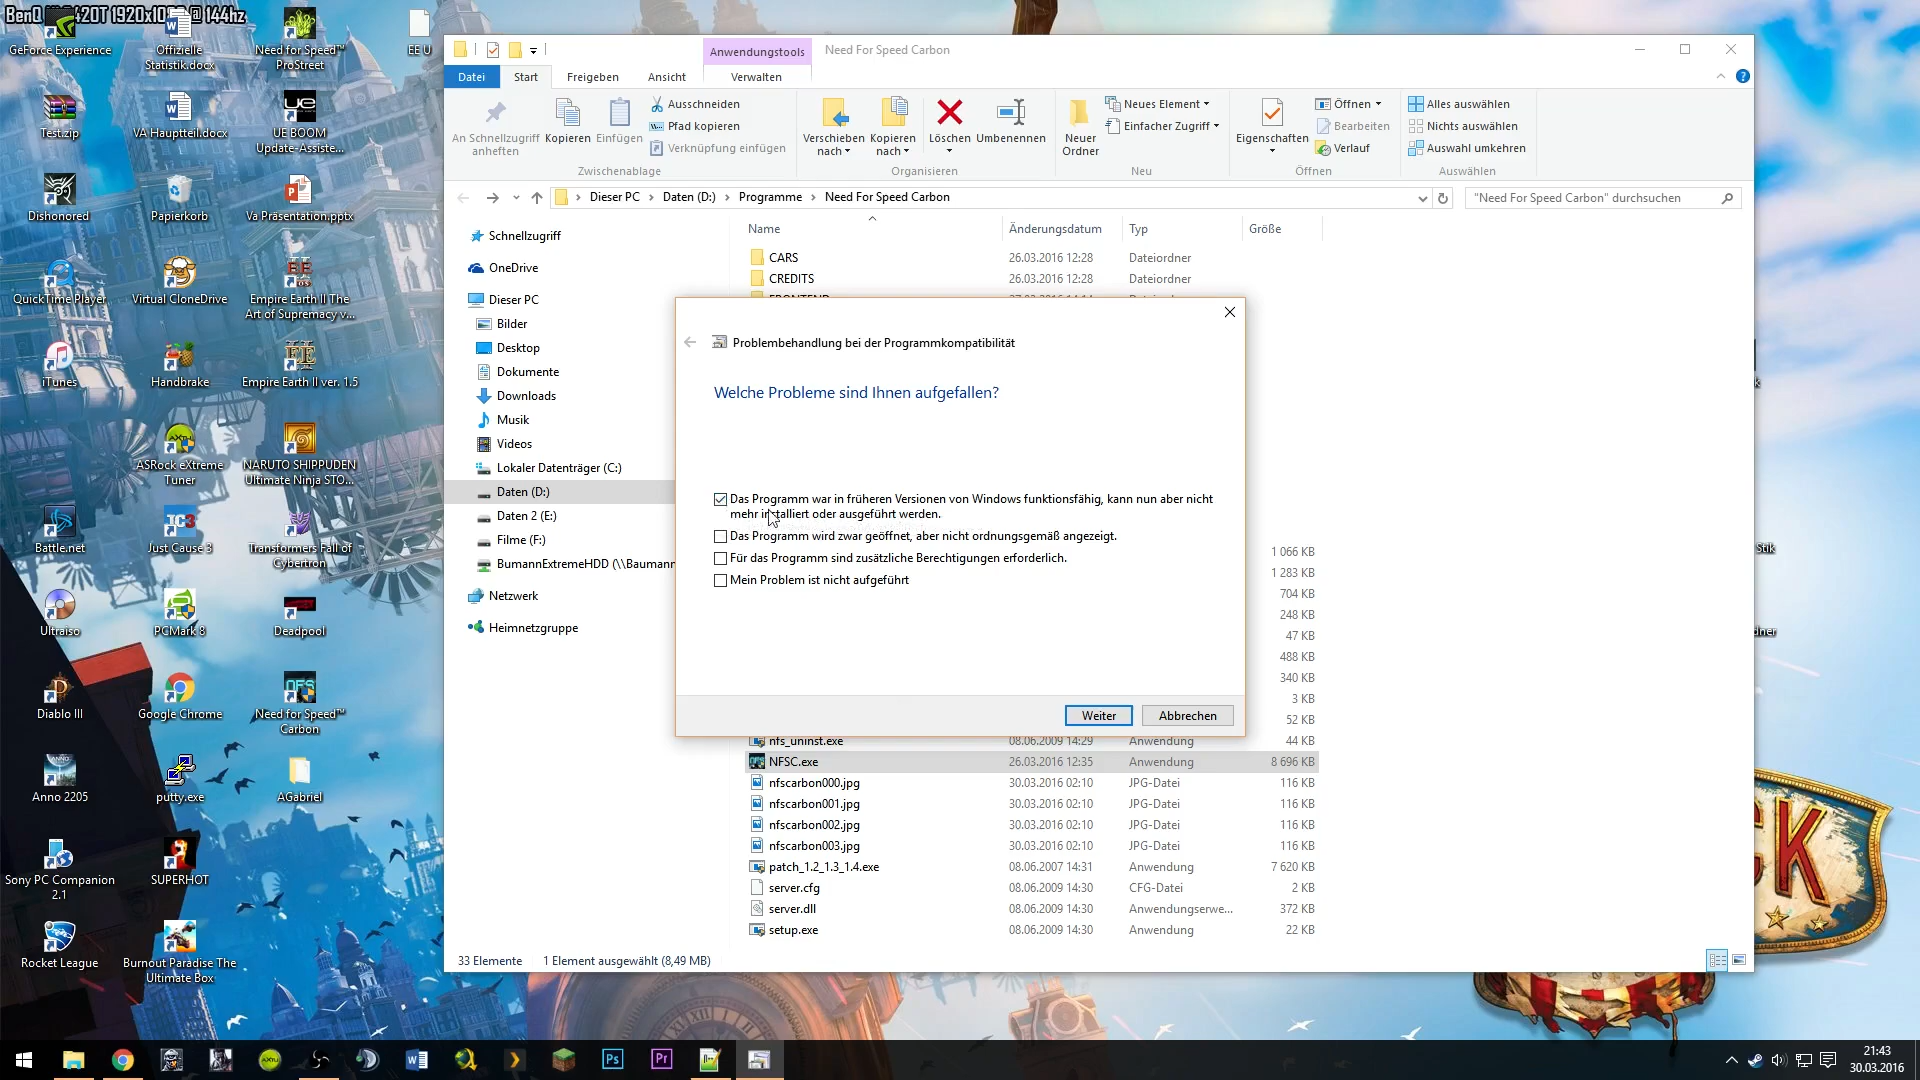 GeForce Experience
Offizielle
Statistik.docx
Need for Speed™
ProStreet
EE U
Test.zip
VA Hauptteil.docx
UE BOOM
Update-Assiste...
Dishonored
Papierkorb
Va Präsentation.pptx
QuickTime Player
Virtual CloneDrive
Empire Earth II The
Art of Supremacy v...
iTunes
Handbrake
Empire Earth II ver. 1.5
ASRock eXtreme
Tuner
NARUTO SHIPPUDEN
Ultimate Ninja STO...
Battle.net
Just Cause 3
Transformers Fall of
Cybertron
Ultraiso
PCMark 8
Deadpool
Diablo III
Google Chrome
Need for Speed™
Carbon
Anno 2205
putty.exe
AGabriel
Sony PC Companion
2.1
SUPERHOT
Rocket League
Burnout Paradise The
Ultimate Box
Anwendungstools
Need For Speed Carbon
Datei
Start
Freigeben
Ansicht
Verwalten
An Schnellzugriff
anheften
Kopieren
Einfügen
Ausschneiden
Pfad kopieren
Verknüpfung einfügen
Zwischenablage
Verschieben
nach
Kopieren
nach
Löschen
Umbenennen
Organisieren
Neuer
Ordner
Neues Element
Einfacher Zugriff
Neu
Eigenschaften
Öffnen
Bearbeiten
Verlauf
Öffnen
Alles auswählen
Nichts auswählen
Auswahl umkehren
Auswählen
Dieser PC
Daten (D:)
Programme
Need For Speed Carbon
"Need For Speed Carbon" durchsuchen
Schnellzugriff
OneDrive
Dieser PC
Bilder
Desktop
Dokumente
Downloads
Musik
Videos
Lokaler Datenträger (C:)
Daten (D:)
Daten 2 (E:)
Filme (F:)
BumannExtremeHDD (\\Baumann
Netzwerk
Heimnetzgruppe
Name
Änderungsdatum
Typ
Größe
CARS 26.03.2016 12:28 Dateiordner
CREDITS 26.03.2016 12:28 Dateiordner
Problembehandlung bei der Programmkompatibilität
Welche Probleme sind Ihnen aufgefallen?
Das Programm war in früheren Versionen von Windows funktionsfähig, kann nun aber nicht
mehr installiert oder ausgeführt werden.
Das Programm wird zwar geöffnet, aber nicht ordnungsgemäß angezeigt.
Für das Programm sind zusätzliche Berechtigungen erforderlich.
Mein Problem ist nicht aufgeführt
Weiter
Abbrechen
1 066 KB
1 283 KB
704 KB
248 KB
47 KB
488 KB
340 KB
3 KB
52 KB
nfs_uninst.exe 08.06.2009 14:29 Anwendung 44 KB
NFSC.exe 26.03.2016 12:35 Anwendung 8 696 KB
nfscarbon000.jpg 30.03.2016 02:10 JPG-Datei 116 KB
nfscarbon001.jpg 30.03.2016 02:10 JPG-Datei 116 KB
nfscarbon002.jpg 30.03.2016 02:10 JPG-Datei 116 KB
nfscarbon003.jpg 30.03.2016 02:10 JPG-Datei 116 KB
patch_1.2_1.3_1.4.exe 08.06.2007 14:31 Anwendung 7 620 KB
server.cfg 08.06.2009 14:30 CFG-Datei 2 KB
server.dll 08.06.2009 14:30 Anwendungserwe... 372 KB
setup.exe 08.06.2009 14:30 Anwendung 22 KB
33 Elemente
1 Element ausgewählt (8,49 MB)
Stik
dner
CK
Ps
Pr
21:43
30.03.2016